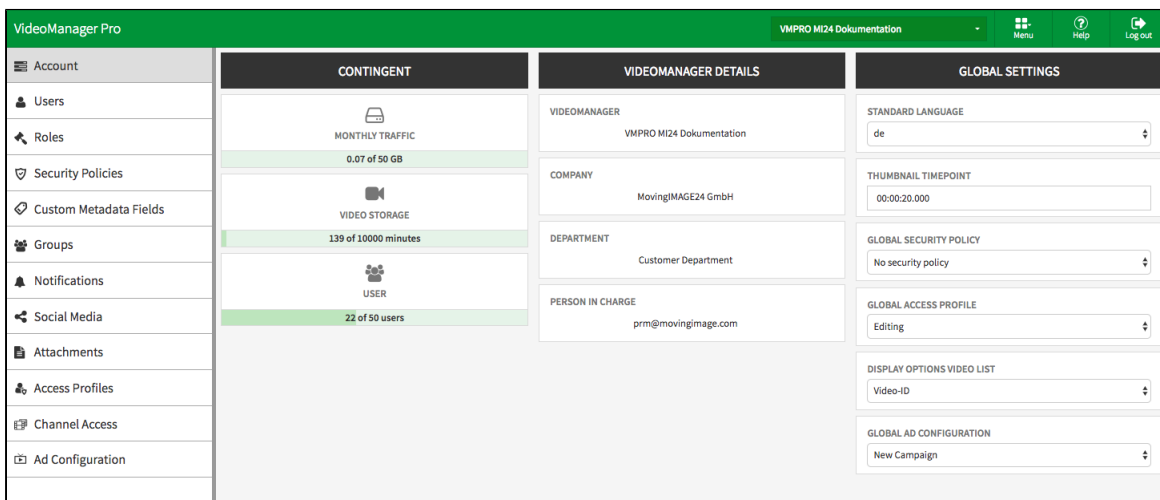 VideoManager Pro
VMPRO MI24 Dokumentation
Menu
Help
Log out
Account
Users
Roles
Security Policies
Custom Metadata Fields
Groups
Notifications
Social Media
Attachments
Access Profiles
Channel Access
Ad Configuration
CONTINGENT
MONTHLY TRAFFIC
0.07 of 50 GB
VIDEO STORAGE
139 of 10000 minutes
USER
22 of 50 users
VIDEOMANAGER DETAILS
VIDEOMANAGER
VMPRO MI24 Dokumentation
COMPANY
MovingIMAGE24 GmbH
DEPARTMENT
Customer Department
PERSON IN CHARGE
prm@movingimage.com
GLOBAL SETTINGS
STANDARD LANGUAGE
de
THUMBNAIL TIMEPOINT
00:00:20.000
GLOBAL SECURITY POLICY
No security policy
GLOBAL ACCESS PROFILE
Editing
DISPLAY OPTIONS VIDEO LIST
Video-ID
GLOBAL AD CONFIGURATION
New Campaign